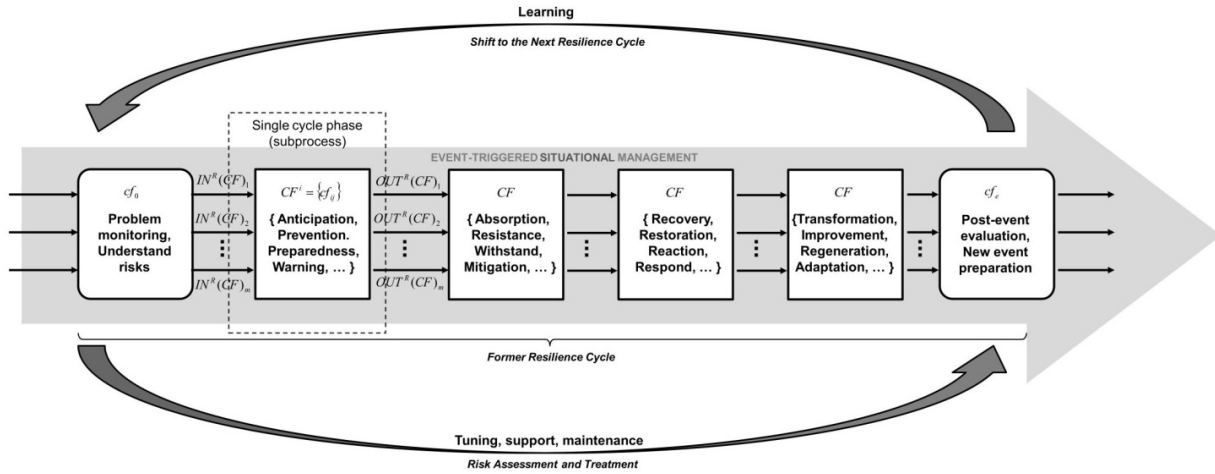 Learning
Shift to the Next Resilience Cycle
Single cycle phase
(subprocess)
EVENT-TRIGGERED SITUATIONAL MANAGEMENT
cf₀
Problem
monitoring,
Understand
risks
INᴿ(CF)₁
INᴿ(CF)₂
⋮
INᴿ(CF)ₘ
CFⁱ = {cfᵢⱼ}
{ Anticipation,
Prevention.
Preparedness,
Warning, ... }
OUTᴿ(CF)₁
OUTᴿ(CF)₂
⋮
OUTᴿ(CF)ₘ
CF
{ Absorption,
Resistance,
Withstand,
Mitigation, ... }
⋮
CF
{ Recovery,
Restoration,
Reaction,
Respond, ... }
⋮
CF
{Transformation,
Improvement,
Regeneration,
Adaptation, ... }
⋮
cfₑ
Post-event
evaluation,
New event
preparation
Former Resilience Cycle
Tuning, support, maintenance
Risk Assessment and Treatment